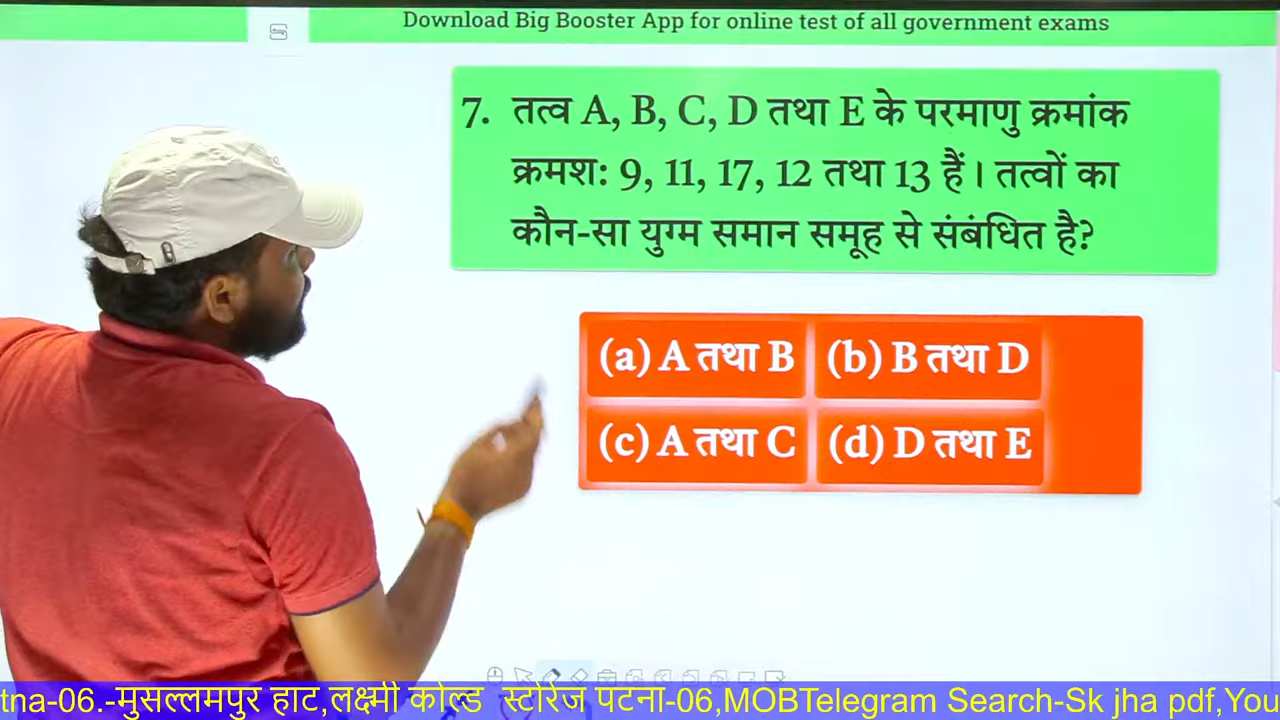 Download Big Booster App for online test of all government exams
7. तत्व A, B, C, D तथा E के परमाणु क्रमांक
क्रमश: 9, 11, 17, 12 तथा 13 हैं। तत्वों का
कौन-सा युग्म समान समूह से संबंधित है?
(a) A तथा B (b) B तथा D
(c) A तथा C (d) D तथा E
tna-06.-मुसल्लमपुर हाट,लक्ष्मी कोल्ड स्टोरेज पटना-06,MOBTelegram Search-Sk jha pdf,You